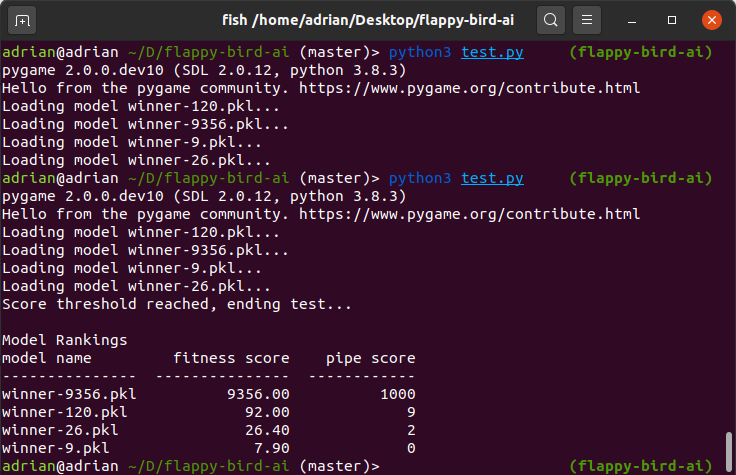 fish /home/adrian/Desktop/flappy-bird-ai
adrian@adrian ~/D/flappy-bird-ai (master)> python3 test.py (flappy-bird-ai)
pygame 2.0.0.dev10 (SDL 2.0.12, python 3.8.3)
Hello from the pygame community. https://www.pygame.org/contribute.html
Loading model winner-120.pkl...
Loading model winner-9356.pkl...
Loading model winner-9.pkl...
Loading model winner-26.pkl...
adrian@adrian ~/D/flappy-bird-ai (master)> python3 test.py (flappy-bird-ai)
pygame 2.0.0.dev10 (SDL 2.0.12, python 3.8.3)
Hello from the pygame community. https://www.pygame.org/contribute.html
Loading model winner-120.pkl...
Loading model winner-9356.pkl...
Loading model winner-9.pkl...
Loading model winner-26.pkl...
Score threshold reached, ending test...
Model Rankings
model name         fitness score    pipe score
---------------  ---------------  ------------
winner-9356.pkl          9356.00          1000
winner-120.pkl             92.00             9
winner-26.pkl              26.40             2
winner-9.pkl                7.90             0
adrian@adrian ~/D/flappy-bird-ai (master)> (flappy-bird-ai)